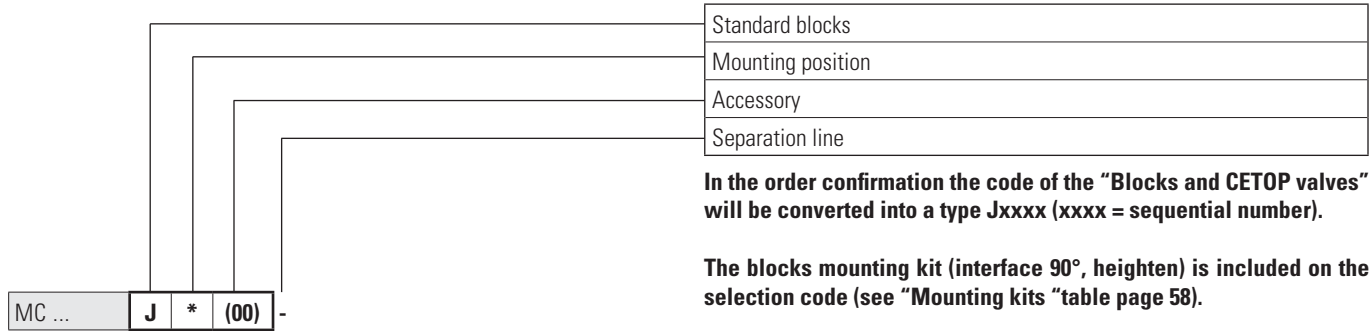 Standard blocks
Mounting position
Accessory
Separation line
In the order confirmation the code of the “Blocks and CETOP valves”
will be converted into a type Jxxxx (xxxx = sequential number).
The blocks mounting kit (interface 90°, heighten) is included on the
selection code (see “Mounting kits “table page 58).
MC ... J * (00) -